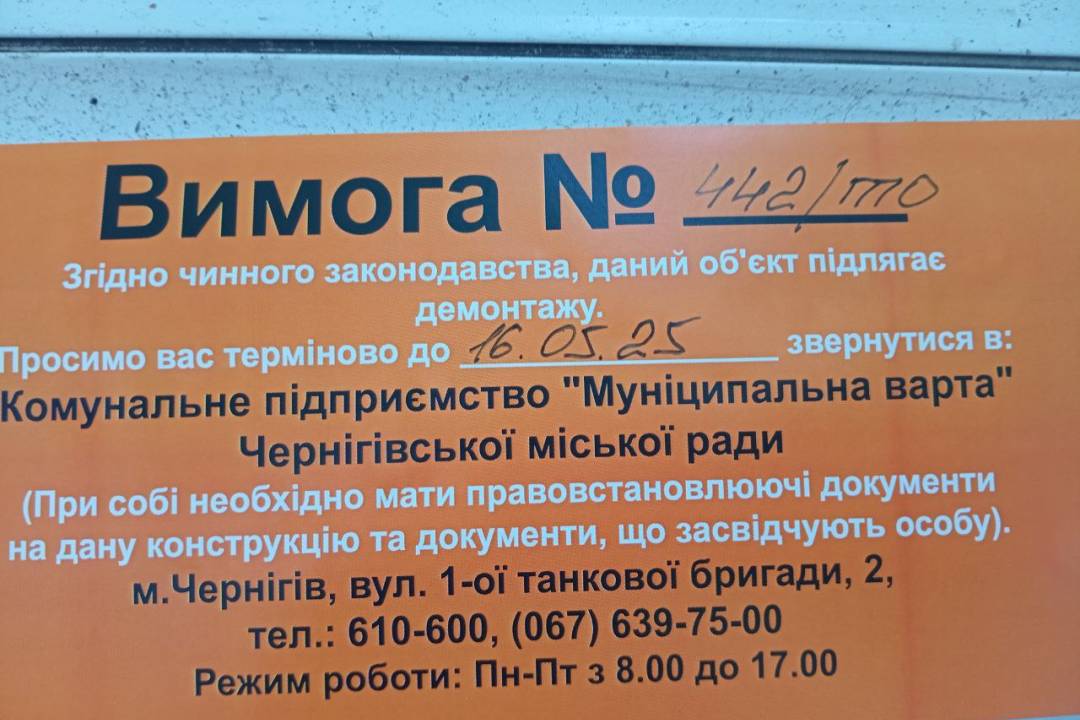 Вимога № 442/то
Згідно чинного законодавства, даний об'єкт підлягає
демонтажу.
Просимо вас терміново до 16.05.25 звернутися в:
Комунальне підприємство "Муніципальна варта"
Чернігівської міської ради
(При собі необхідно мати правовстановлюючі документи
на дану конструкцію та документи, що засвідчують особу).
м.Чернігів, вул. 1-ої танкової бригади, 2,
тел.: 610-600, (067) 639-75-00
Режим роботи: Пн-Пт з 8.00 до 17.00